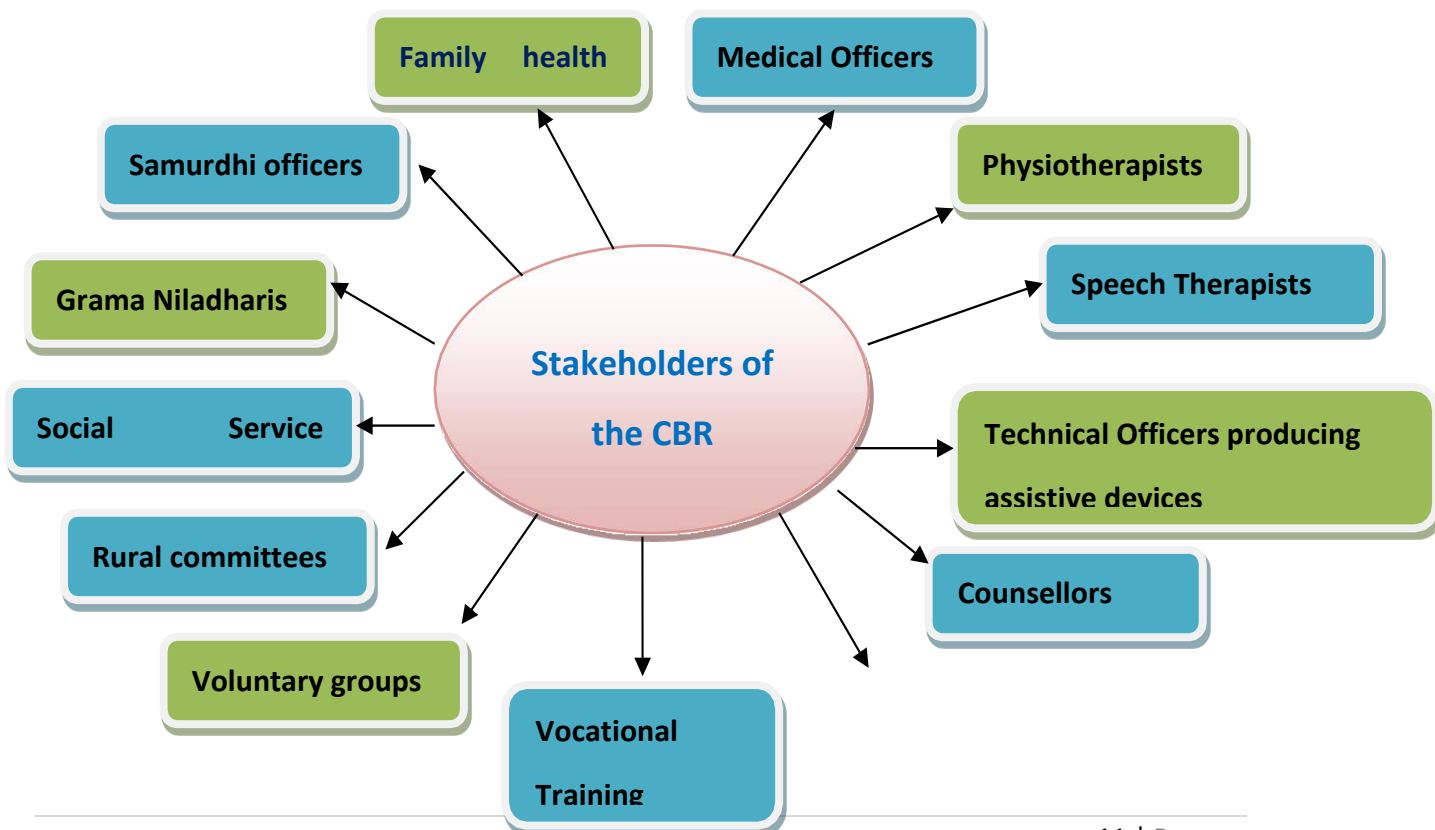 Family health
Medical Officers
Samurdhi officers
Physiotherapists
Grama Niladharis
Speech Therapists
Stakeholders of
the CBR
Social Service
Technical Officers producing
assistive devices
Rural committees
Counsellors
Voluntary groups
Vocational
Training